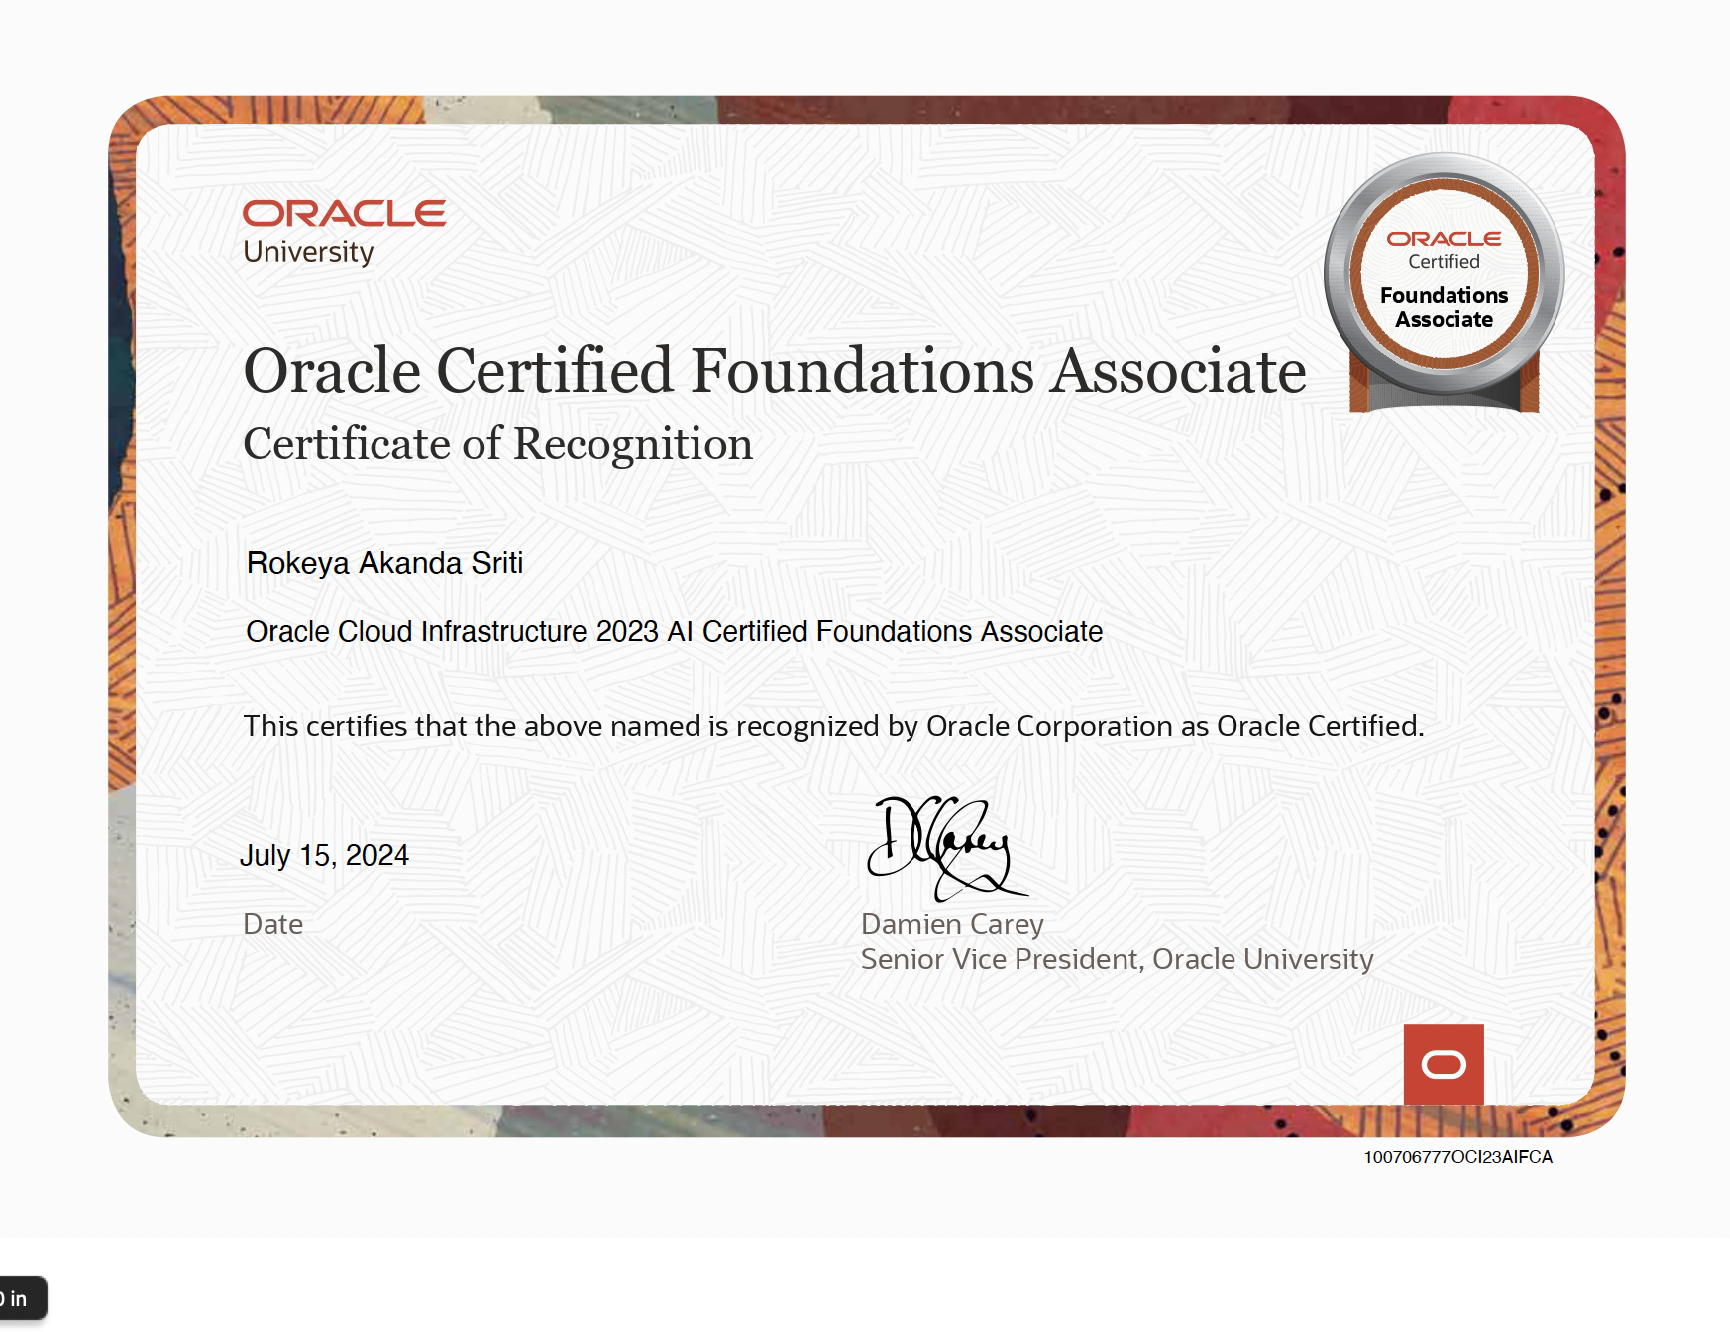 ORACLE
University
ORACLE
Certified
Foundations
Associate
Oracle Certified Foundations Associate
Certificate of Recognition
Rokeya Akanda Sriti
Oracle Cloud Infrastructure 2023 AI Certified Foundations Associate
This certifies that the above named is recognized by Oracle Corporation as Oracle Certified.
July 15, 2024
Date
Damien Carey
Senior Vice President, Oracle University
100706777OCI23AIFCA
in